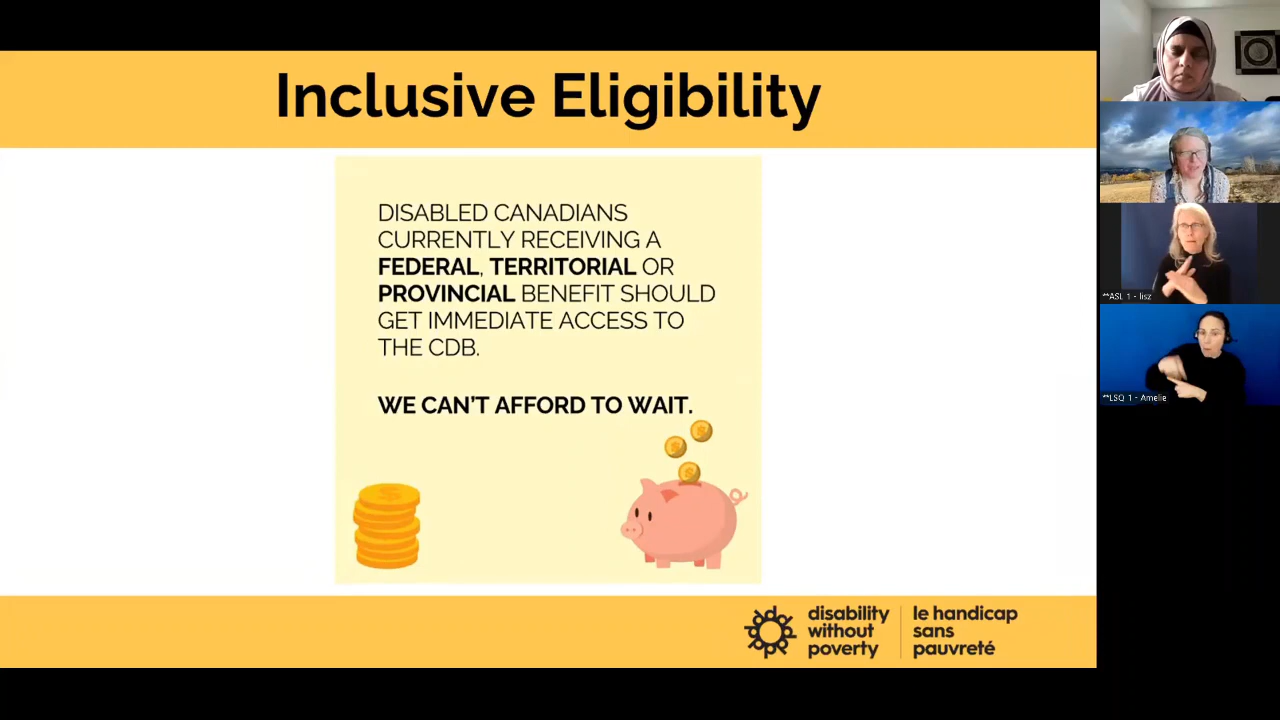 Inclusive Eligibility
DISABLED CANADIANS
CURRENTLY RECEIVING A
FEDERAL, TERRITORIAL OR
PROVINCIAL BENEFIT SHOULD
GET IMMEDIATE ACCESS TO
THE CDB.
WE CAN'T AFFORD TO WAIT.
disability
without
poverty
le handicap
sans
pauvreté
**ASL 1 - lisz
**LSQ 1 - Amelie